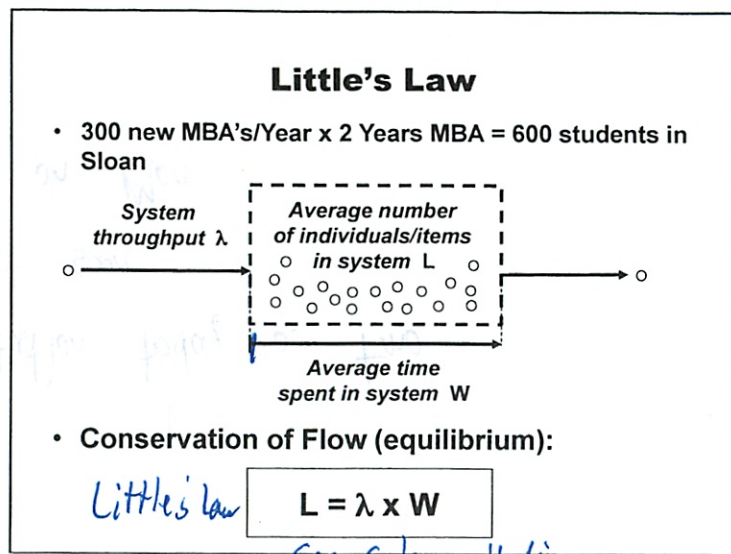 Little's Law
• 300 new MBA's/Year x 2 Years MBA = 600 students in
Sloan
System
throughput λ
Average number
of individuals/items
in system L
Average time
spent in system W
• Conservation of Flow (equilibrium):
Little's law
L = λ x W